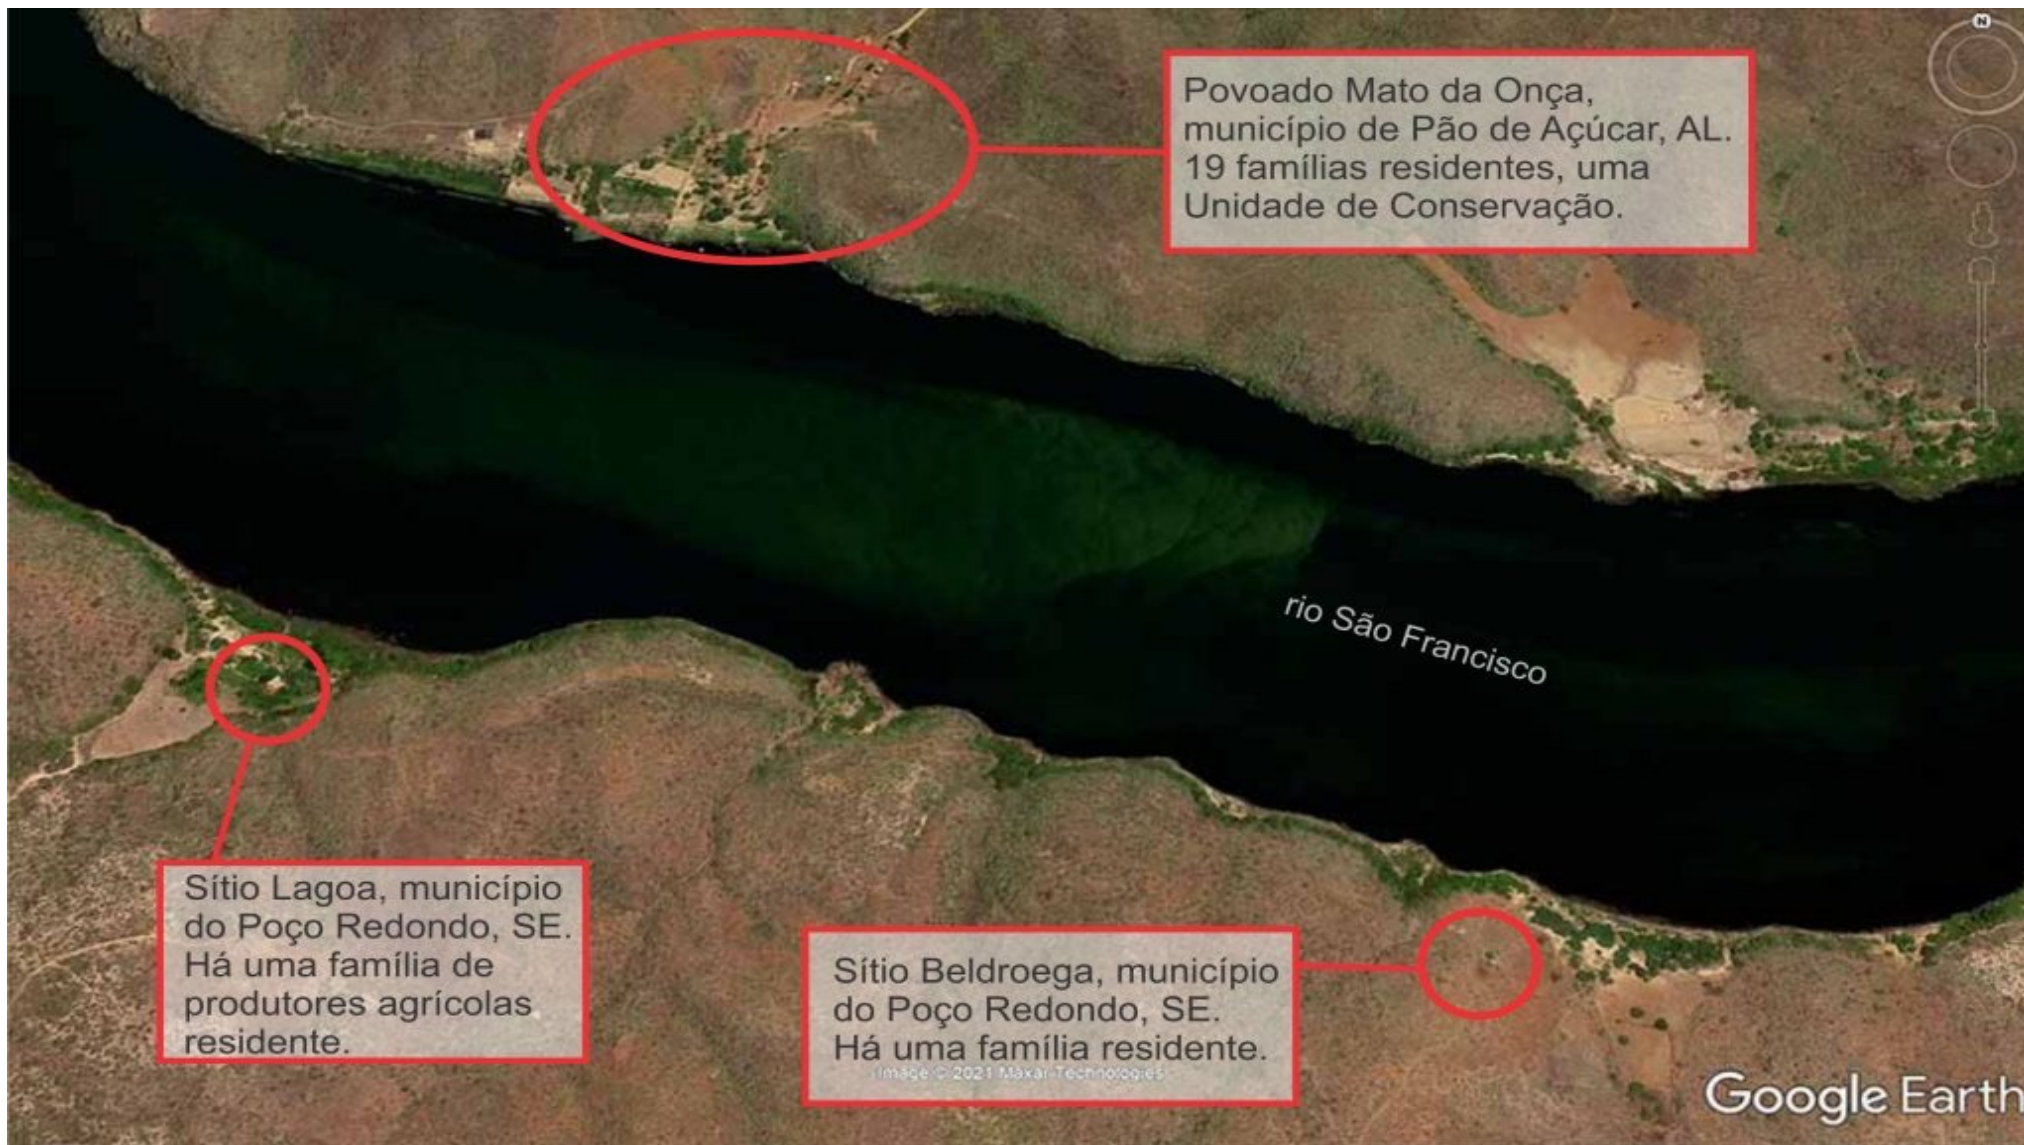 N
Povoado Mato da Onça,
município de Pão de Açúcar, AL.
19 famílias residentes, uma
Unidade de Conservação.
rio São Francisco
Sítio Lagoa, município
do Poço Redondo, SE.
Há uma família de
produtores agrícolas
residente.
Sítio Beldroega, município
do Poço Redondo, SE.
Há uma família residente.
Image © 2021 Maxar Technologies
Google Earth